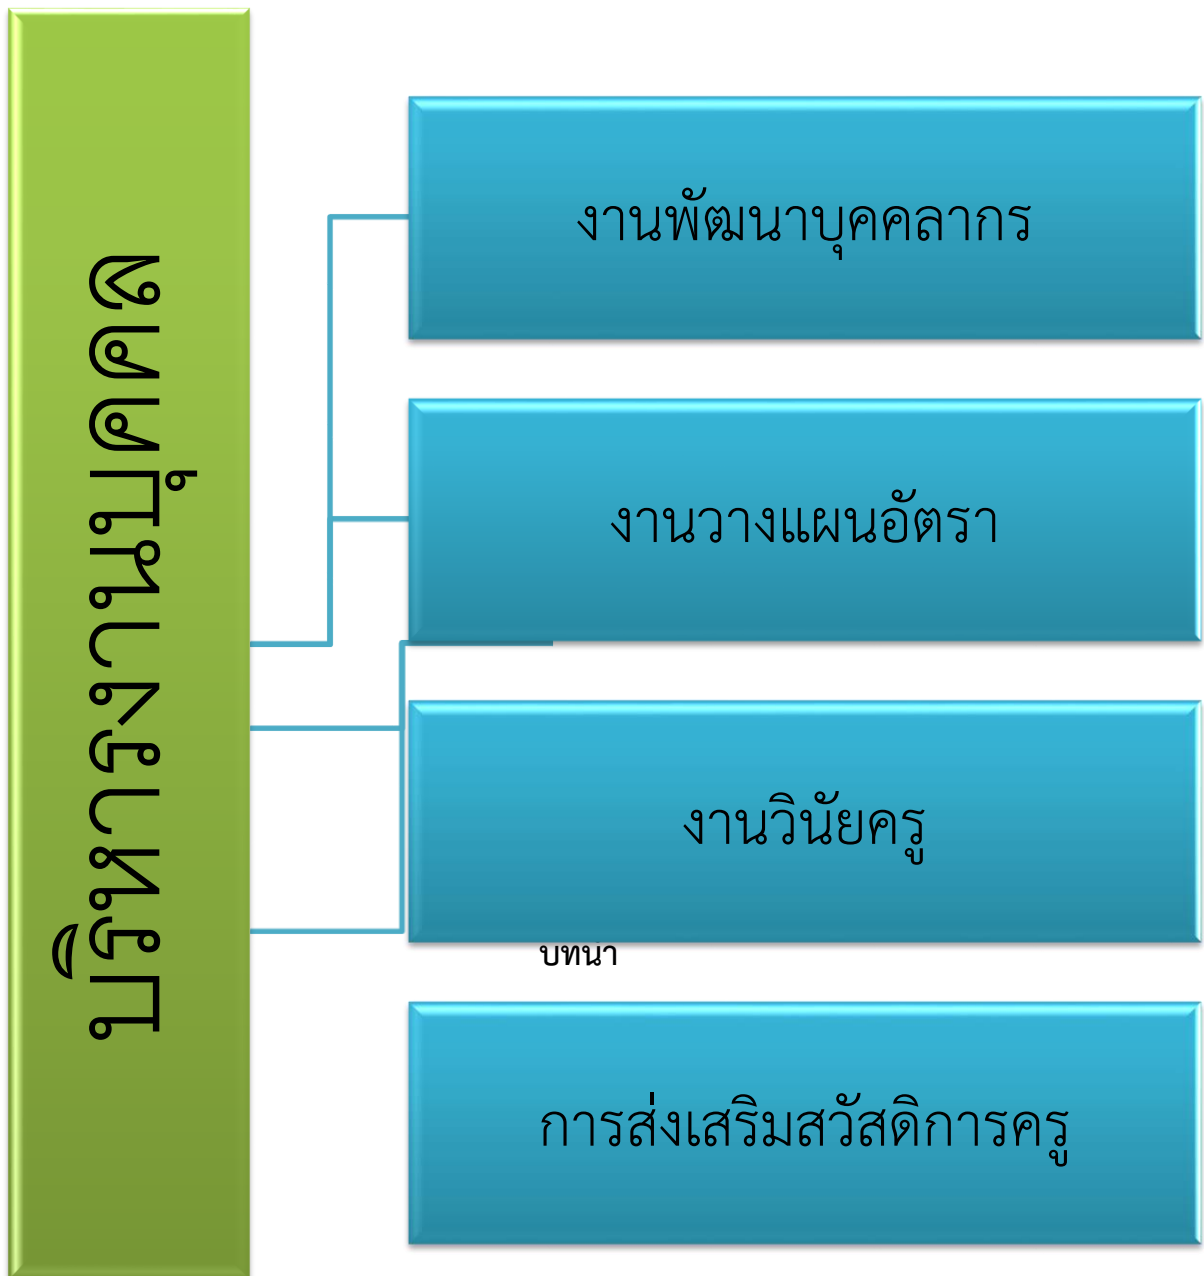 บริหารงานบุคคล
งานพัฒนาบุคคลากร
งานวางแผนอัตรา
งานวินัยครู
บทนำ
การส่งเสริมสวัสดิการครู